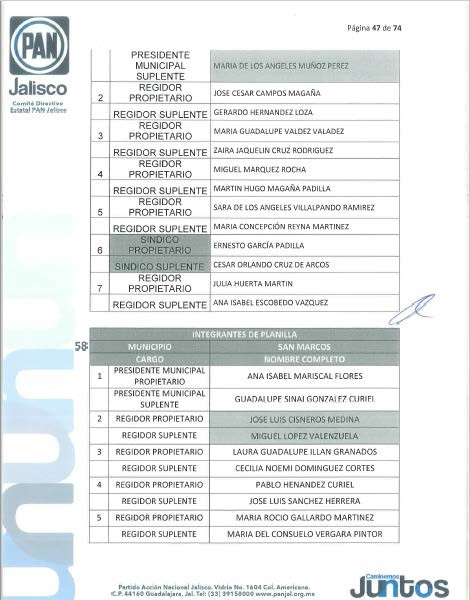 Página 47 de 74
PAN
Jalisco
Comité Directivo
Estatal PAN Jalisco
PRESIDENTE MUNICIPAL SUPLENTE MARIA DE LOS ANGELES MUÑOZ PEREZ
2 REGIDOR PROPIETARIO JOSE CESAR CAMPOS MAGAÑA
REGIDOR SUPLENTE GERARDO HERNANDEZ LOZA
3 REGIDOR PROPIETARIO MARIA GUADALUPE VALDEZ VALADEZ
REGIDOR SUPLENTE ZAIRA JAQUELIN CRUZ RODRIGUEZ
4 REGIDOR PROPIETARIO MIGUEL MARQUEZ ROCHA
REGIDOR SUPLENTE MARTIN HUGO MAGAÑA PADILLA
5 REGIDOR PROPIETARIO SARA DE LOS ANGELES VILLALPANDO RAMIREZ
REGIDOR SUPLENTE MARIA CONCEPCIÓN REYNA MARTINEZ
6 SINDICO PROPIETARIO ERNESTO GARCÍA PADILLA
SINDICO SUPLENTE CESAR ORLANDO CRUZ DE ARCOS
7 REGIDOR PROPIETARIO JULIA HUERTA MARTIN
REGIDOR SUPLENTE ANA ISABEL ESCOBEDO VAZQUEZ
INTEGRANTES DE PLANILLA
58 MUNICIPIO SAN MARCOS
CARGO NOMBRE COMPLETO
1 PRESIDENTE MUNICIPAL PROPIETARIO ANA ISABEL MARISCAL FLORES
PRESIDENTE MUNICIPAL SUPLENTE GUADALUPE SINAI GONZALEZ CURIEL
2 REGIDOR PROPIETARIO JOSE LUIS CISNEROS MEDINA
REGIDOR SUPLENTE MIGUEL LOPEZ VALENZUELA
3 REGIDOR PROPIETARIO LAURA GUADALUPE ILLAN GRANADOS
REGIDOR SUPLENTE CECILIA NOEMI DOMINGUEZ CORTES
4 REGIDOR PROPIETARIO PABLO HENANDEZ CURIEL
REGIDOR SUPLENTE JOSE LUIS SANCHEZ HERRERA
5 REGIDOR PROPIETARIO MARIA ROCIO GALLARDO MARTINEZ
REGIDOR SUPLENTE MARIA DEL CONSUELO VERGARA PINTOR
Partido Acción Nacional Jalisco. Vidrio No. 1604 Col. Americana.
C.P. 44160 Guadalajara, Jal. Tel: (33) 39158000 www.panjal.org.mx
Caminemos
Juntos